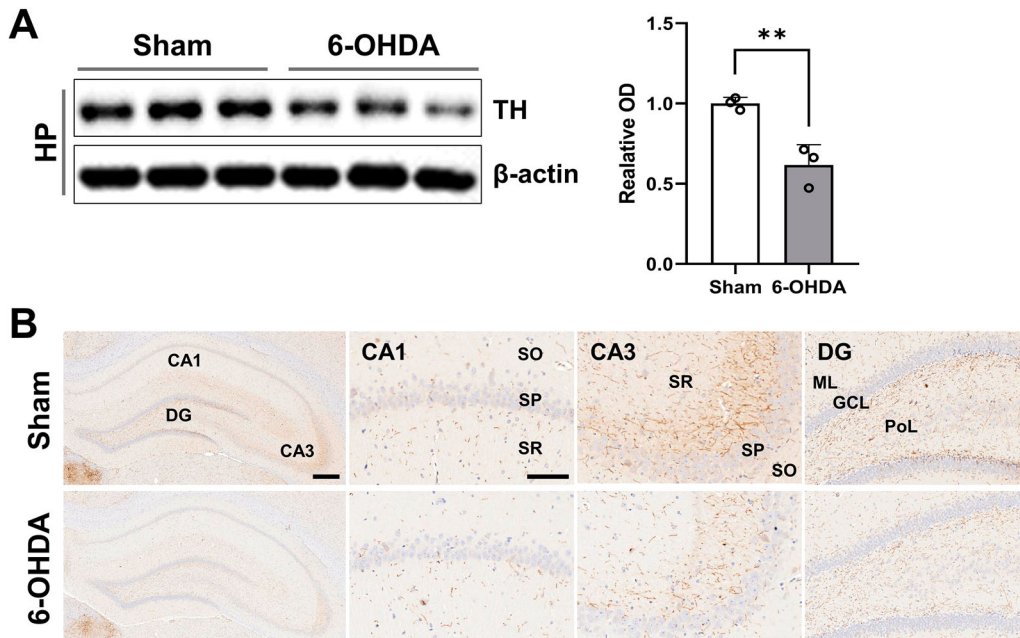 A
Sham 6-OHDA
HP
TH
β-actin
Realative OD
1.5
1.0
0.5
0.0
**
Sham 6-OHDA
B
Sham
CA1
DG
CA3
CA1
SO
SP
SR
CA3
SR
SP
SO
DG
ML
GCL
PoL
6-OHDA